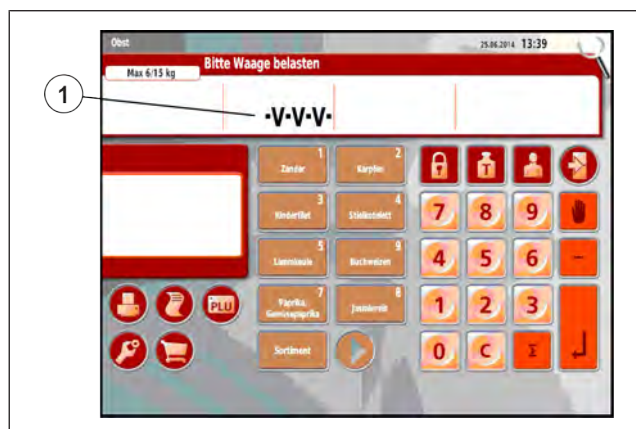 Obst
25.06.2014 13:39
Max 6/15 kg
Bitte Waage belasten
1
-V-V-V-
1
Zander
2
Karpfen
3
Rinderfilet
4
Stielkotelett
5
Lammkeule
9
Buchweizen
7
Paprika,
Gemüsepaprika
8
Sortiment
PLU
T
7 8 9
4 5 6 -
1 2 3
0 C Σ